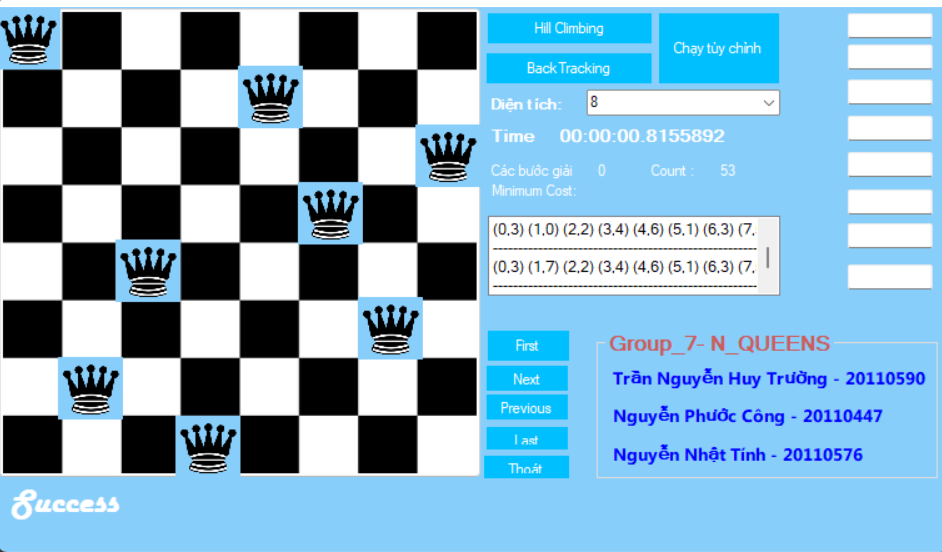 Hill Climbing
Chạy tùy chỉnh
Back Tracking
Diện tích: 8
Time 00:00:00.8155892
Các bước giải 0 Count : 53
Minimum Cost:
(0,3) (1,0) (2,2) (3,4) (4,6) (5,1) (6,3) (7,
--------------------------------------------------
(0,3) (1,7) (2,2) (3,4) (4,6) (5,1) (6,3) (7,
--------------------------------------------------
First
Next
Previous
Last
Thoát
Group_7- N_QUEENS
Trần Nguyễn Huy Trường - 20110590
Nguyễn Phước Công - 20110447
Nguyễn Nhật Tính - 20110576
Success